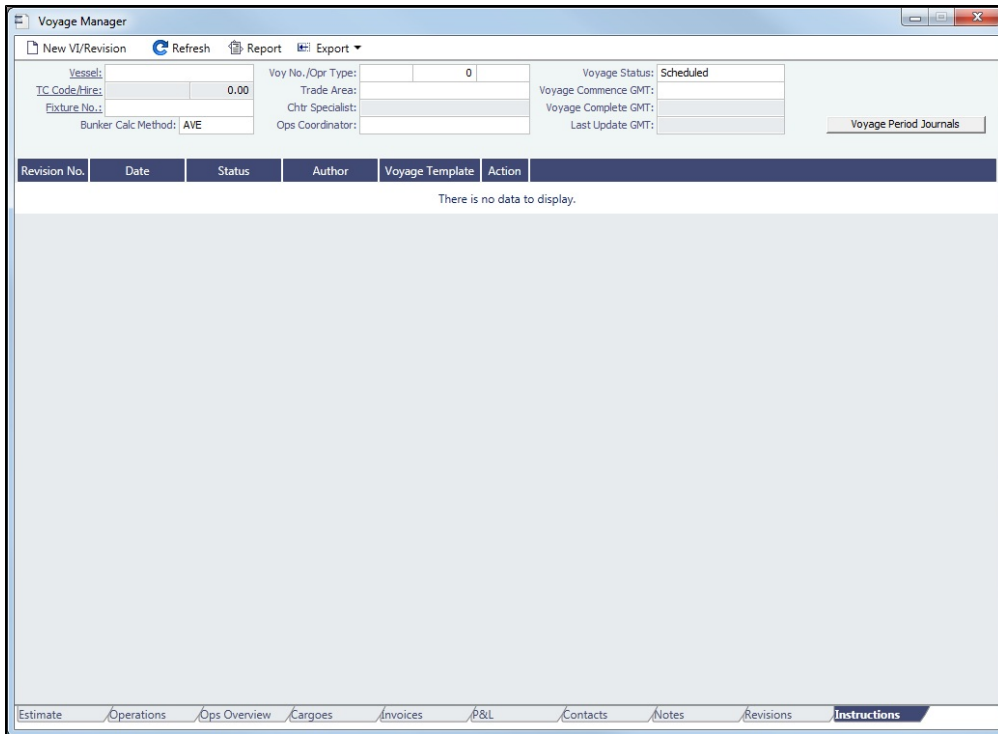 Voyage Manager
New VI/Revision Refresh Report Export
Vessel: Voy No./Opr Type: 0 Voyage Status: Scheduled
TC Code/Hire: 0.00 Trade Area: Voyage Commence GMT:
Fixture No.: Chtr Specialist: Voyage Complete GMT:
Bunker Calc Method: AVE Ops Coordinator: Last Update GMT: Voyage Period Journals
Revision No. Date Status Author Voyage Template Action
There is no data to display.
Estimate Operations Ops Overview Cargoes Invoices P&L Contacts Notes Revisions Instructions